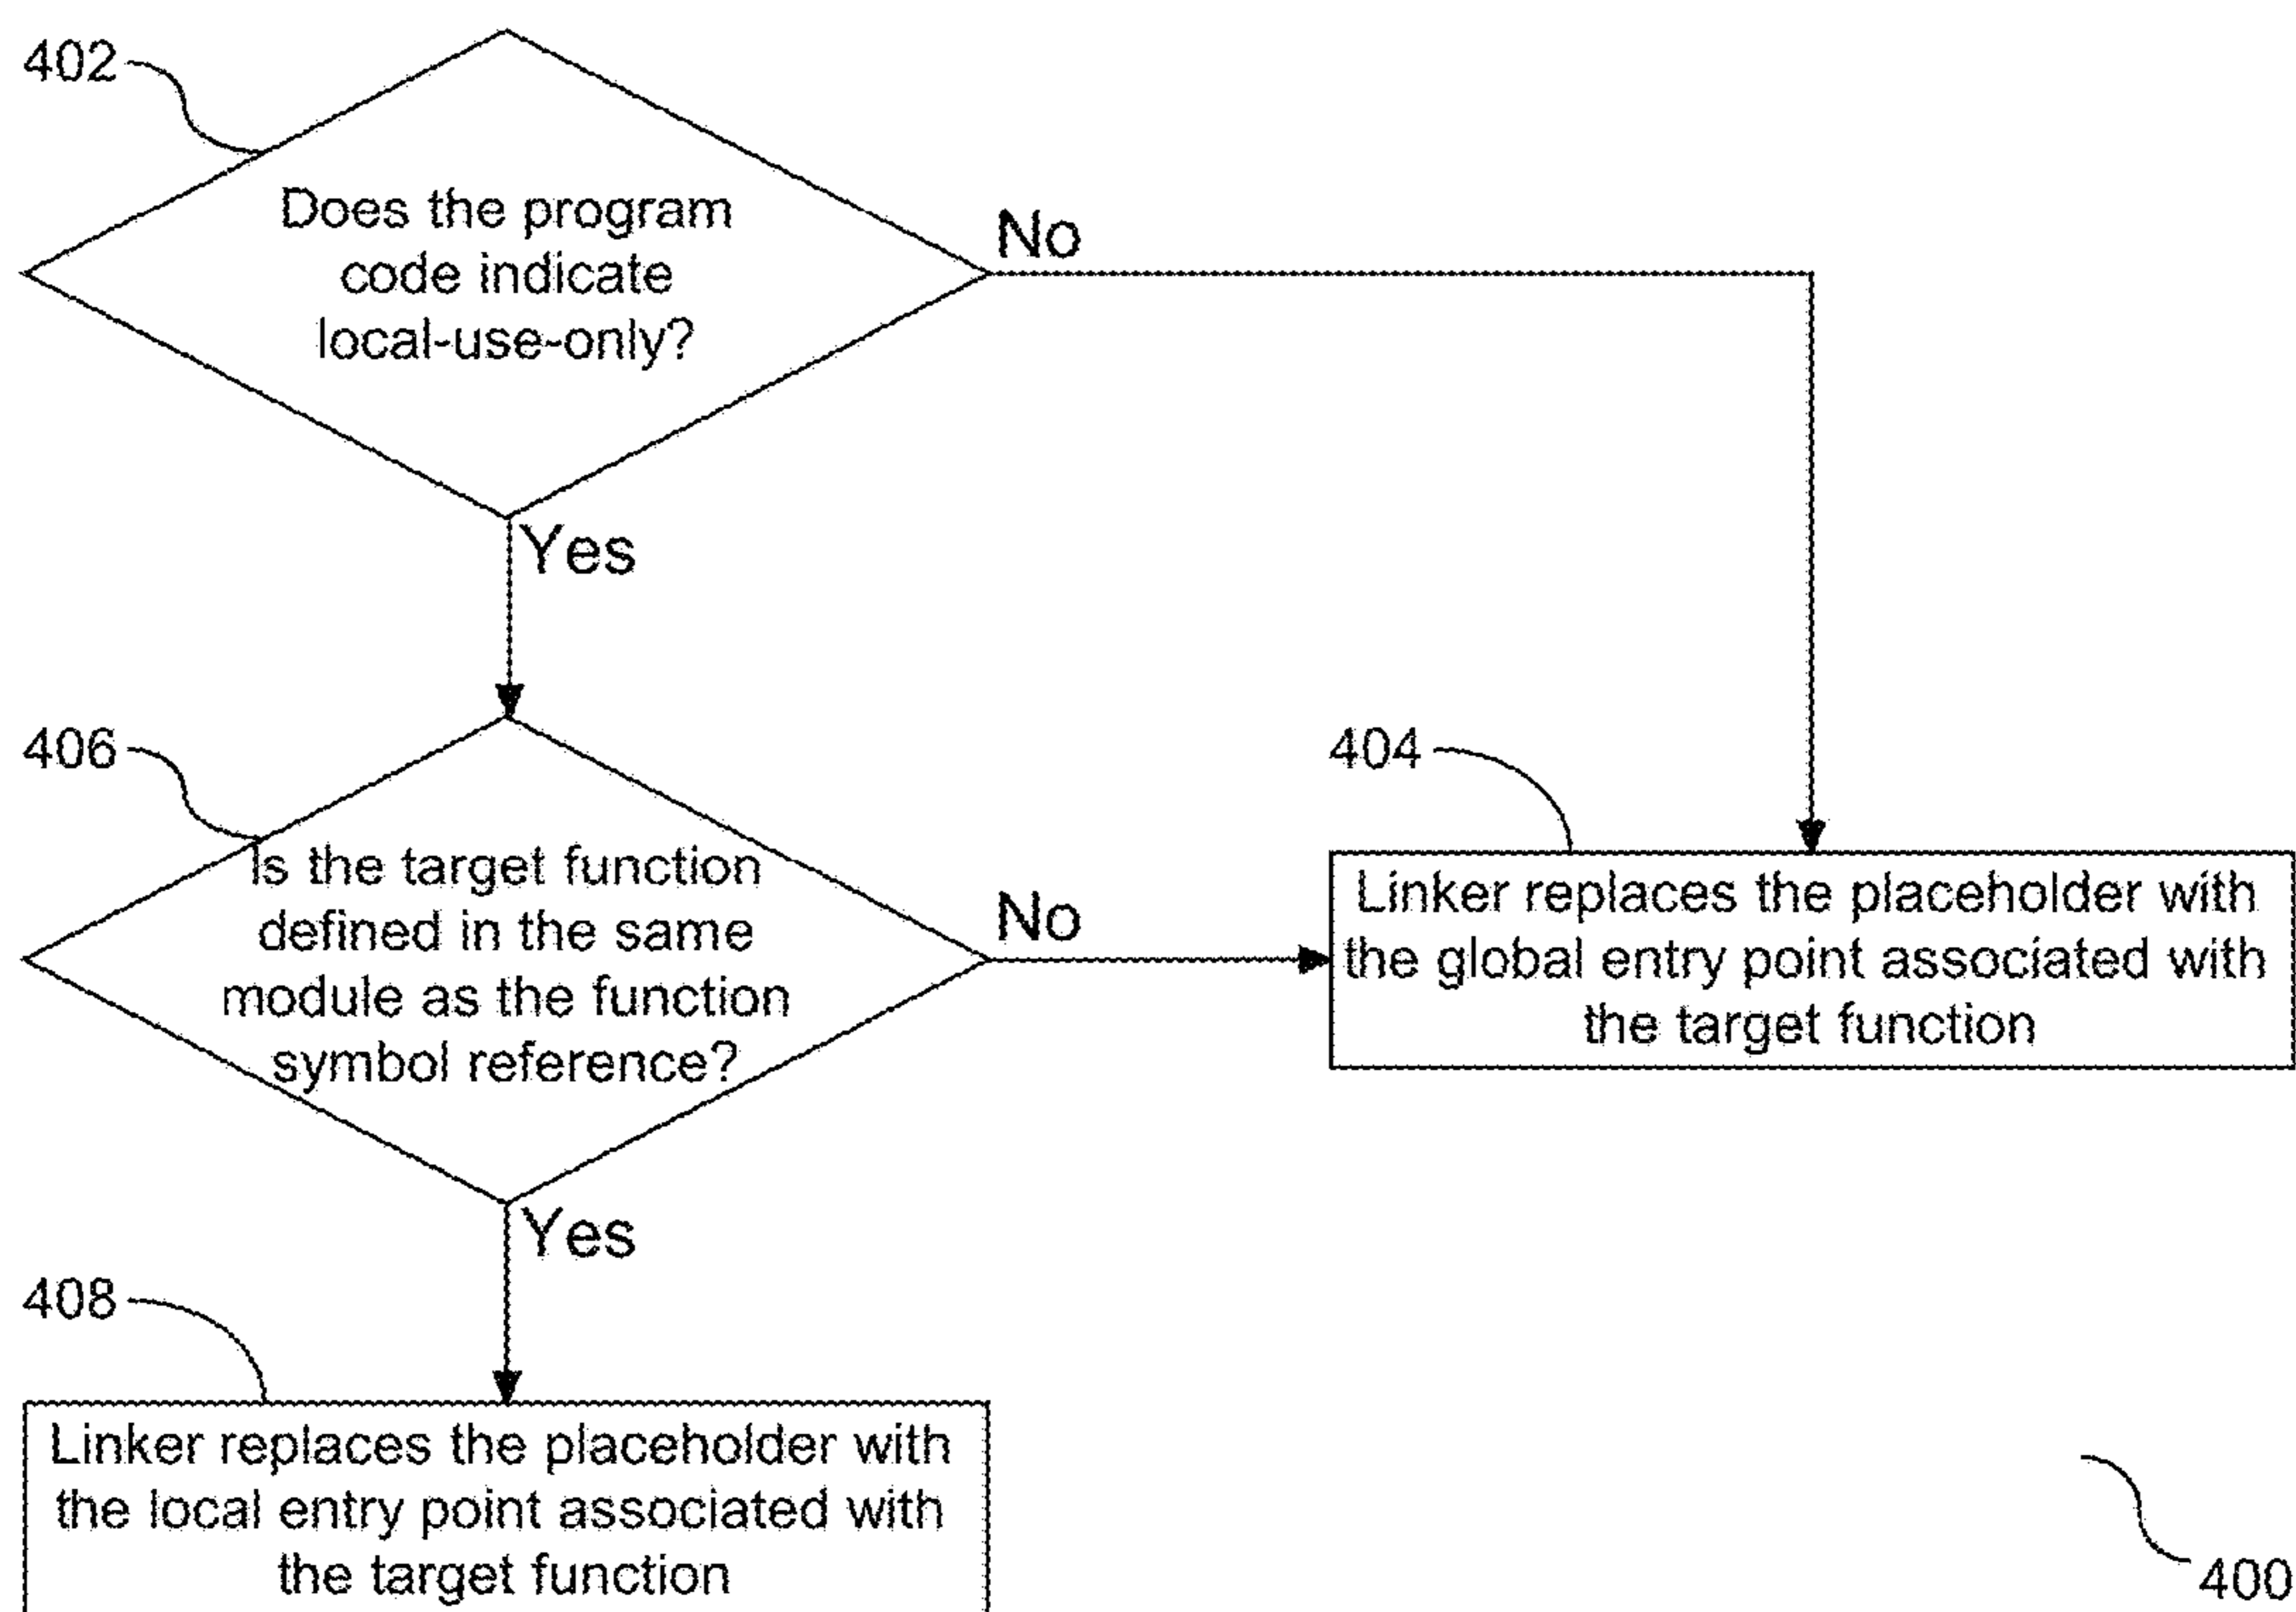 402
Does the program
code indicate
local-use-only?
No
Yes
406
Is the target function
defined in the same
module as the function
symbol reference?
No
404
Linker replaces the placeholder with
the global entry point associated with
the target function
Yes
408
Linker replaces the placeholder with
the local entry point associated with
the target function
400